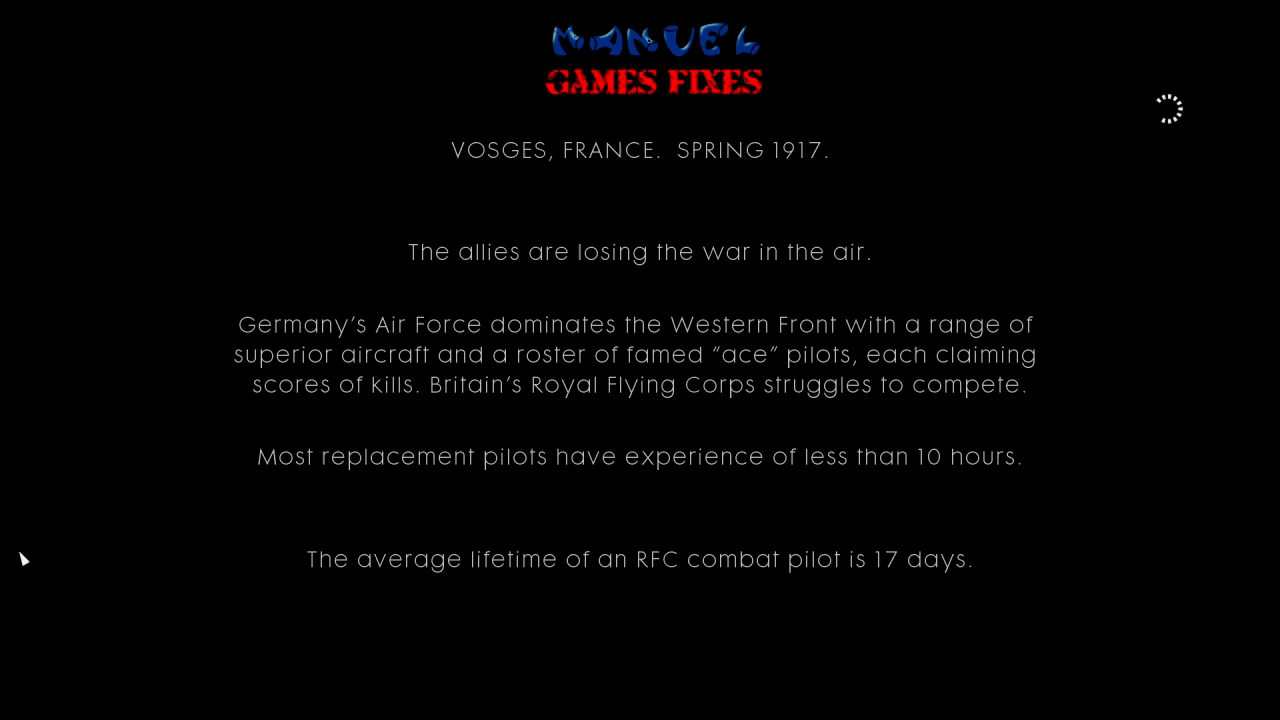 MANUEL
GAMES FIXES
VOSGES, FRANCE.  SPRING 1917.
The allies are losing the war in the air.
Germany’s Air Force dominates the Western Front with a range of
superior aircraft and a roster of famed “ace” pilots, each claiming
scores of kills. Britain’s Royal Flying Corps struggles to compete.
Most replacement pilots have experience of less than 10 hours.
The average lifetime of an RFC combat pilot is 17 days.